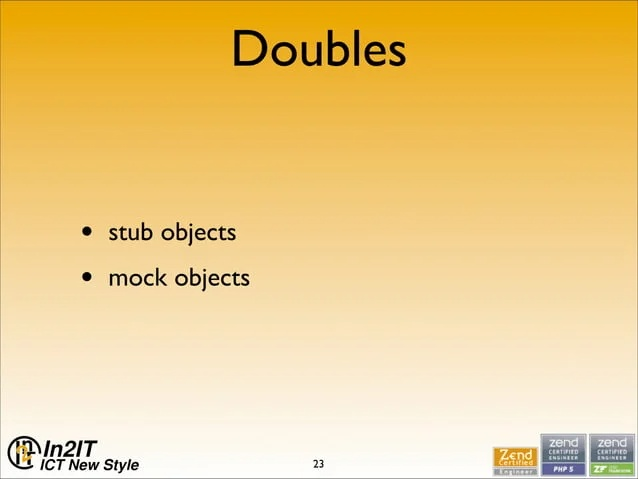 Doubles
• stub objects
• mock objects
In2IT
ICT New Style
23
Zend
Certified
Engineer
zend
CERTIFIED
ENGINEER
PHP 5
zend
CERTIFIED
ENGINEER
ZF